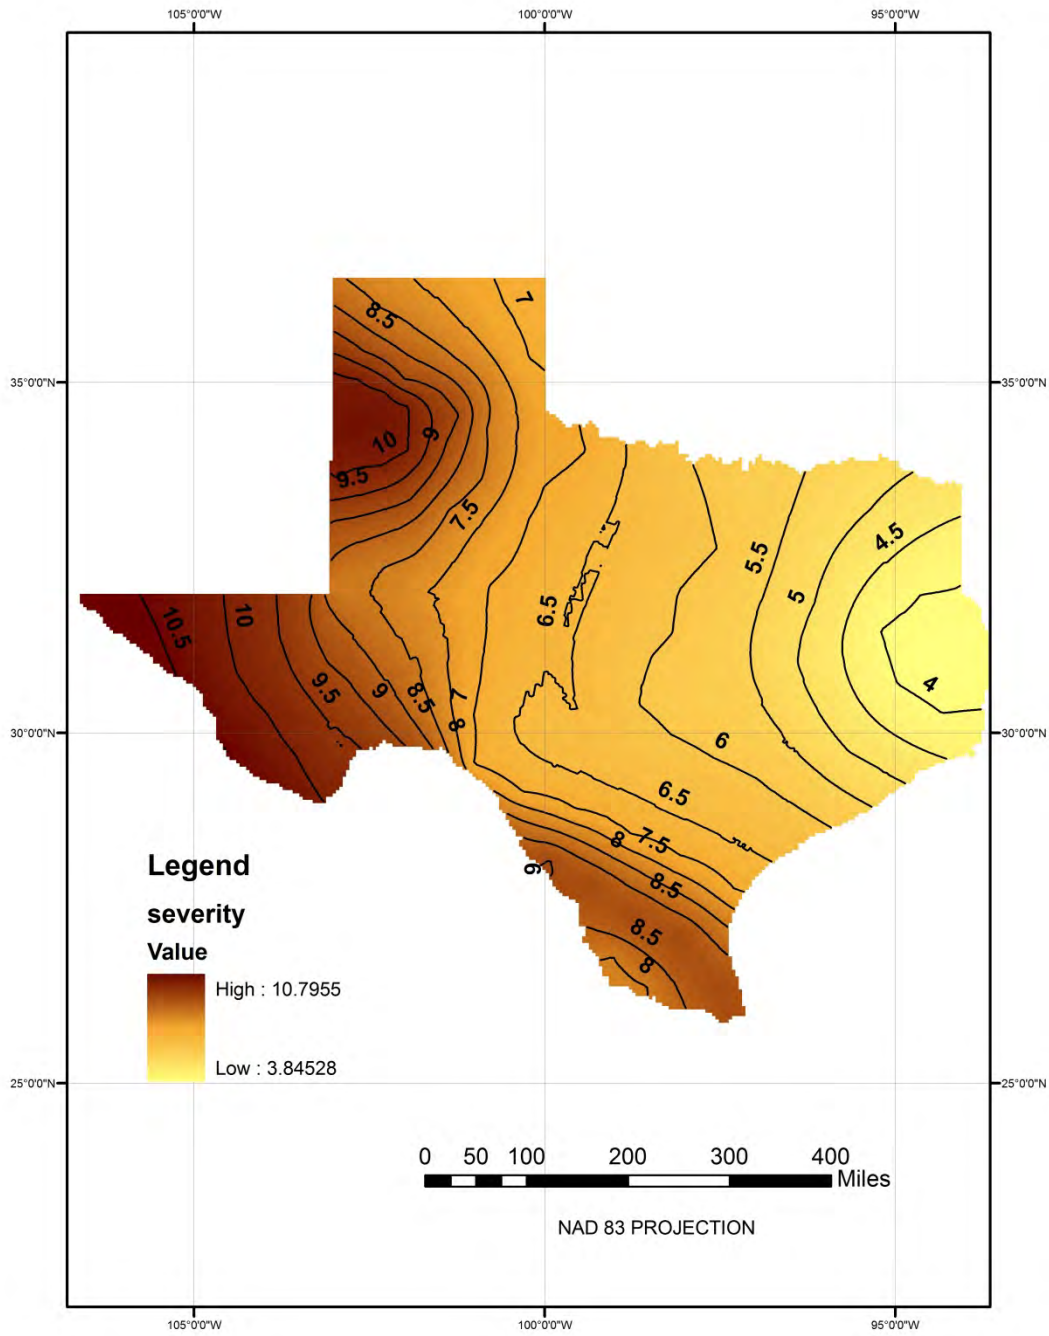 105°0'0"W 100°0'0"W 95°0'0"W
7
8.5
35°0'0"N 35°0'0"N
10 9
9.5
7.5
4.5
5.5
5
6.5
10.5 10
4
9.5 9 8.5 7
8
30°0'0"N 6 30°0'0"N
6.5
8 7.5
9
8.5
8.5
8
Legend
severity
Value
High : 10.7955
Low : 3.84528
25°0'0"N 25°0'0"N
0 50 100 200 300 400
Miles
NAD 83 PROJECTION
105°0'0"W 100°0'0"W 95°0'0"W